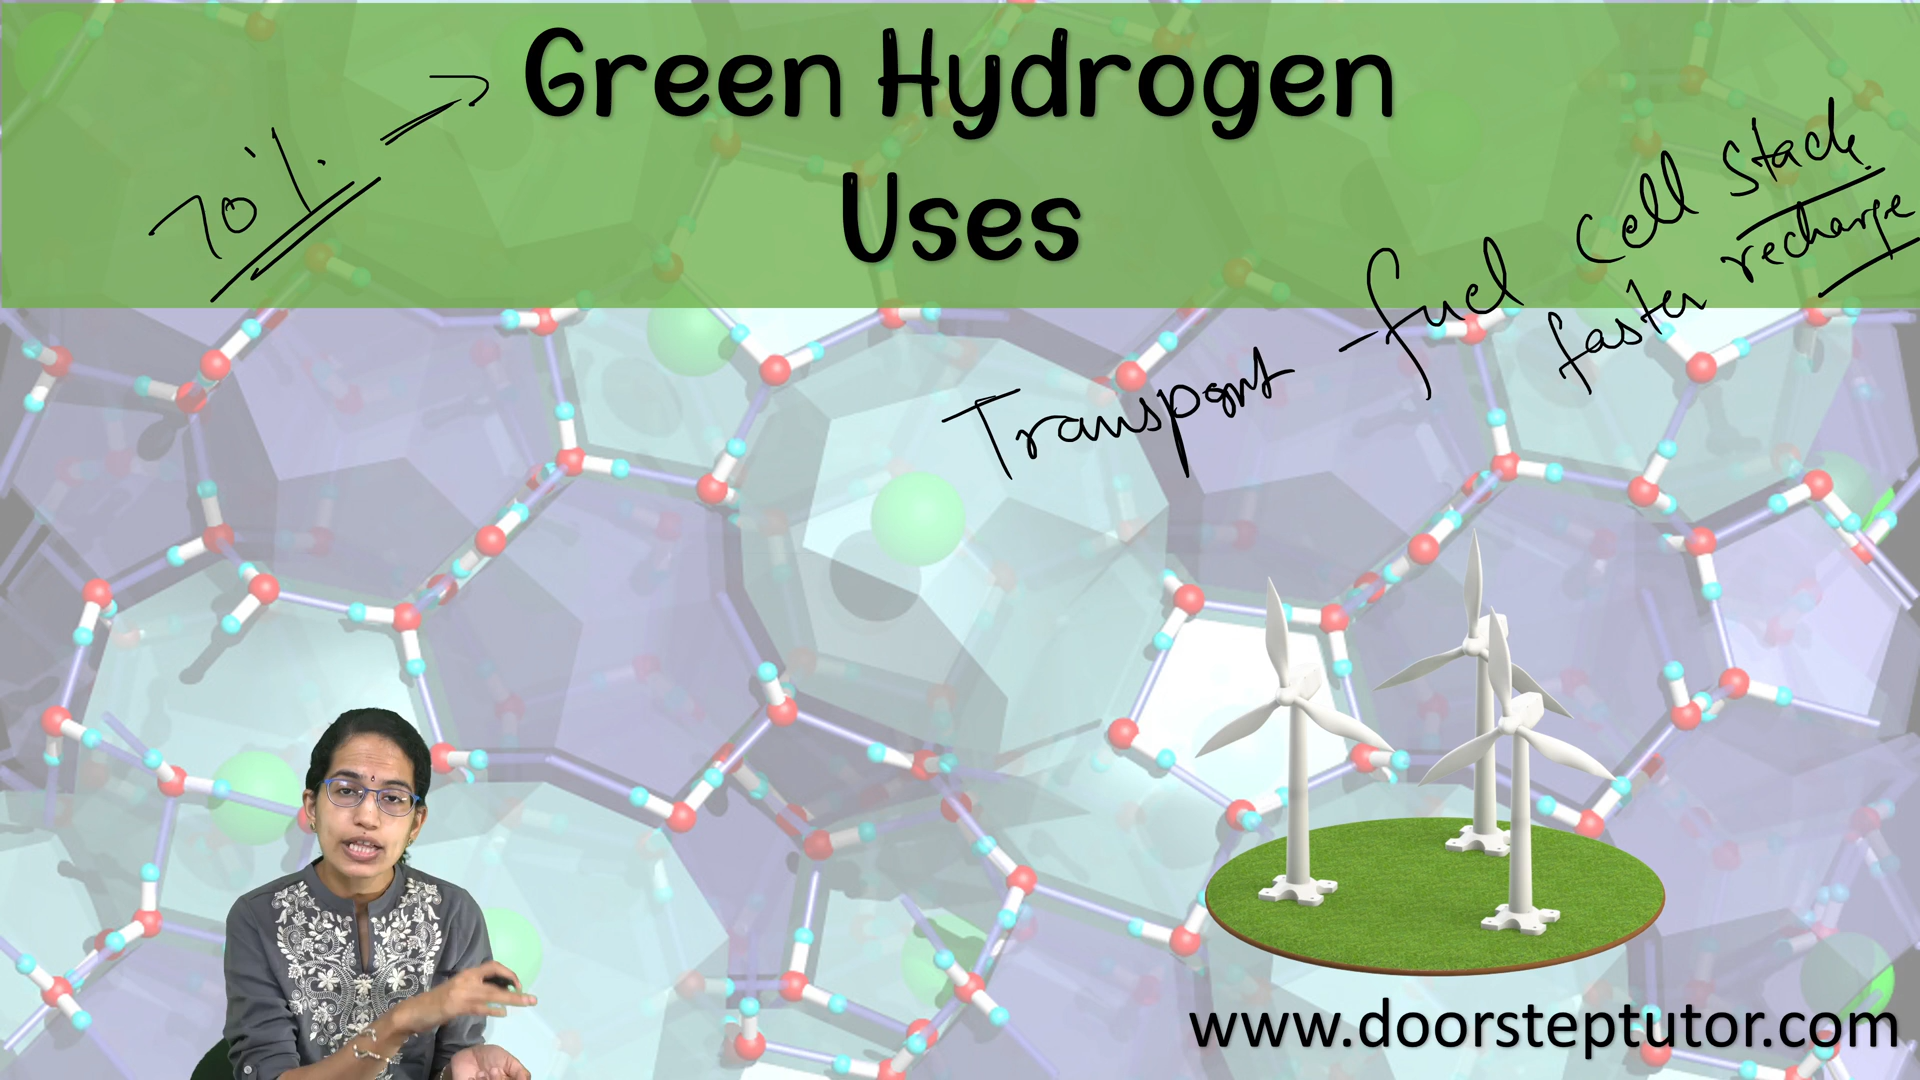 Green Hydrogen
Uses
70%.
Transport - fuel cell stack
faster recharge
www.doorsteptutor.com